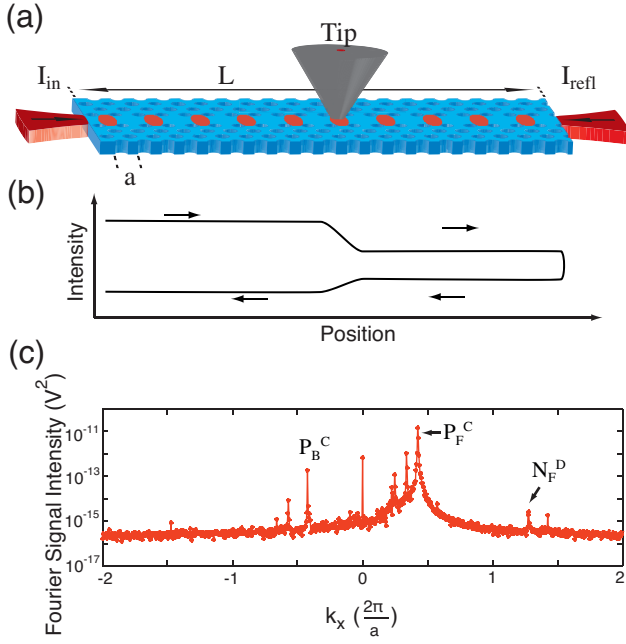 (a)
Tip
I_in
L
I_refl
a
(b)
Intensity
Position
(c)
Fourier Signal Intensity (V^2)
10^-11
10^-13
10^-15
10^-17
P_B^C
P_F^C
N_F^D
-2
-1
0
1
2
k_x (2π/a)